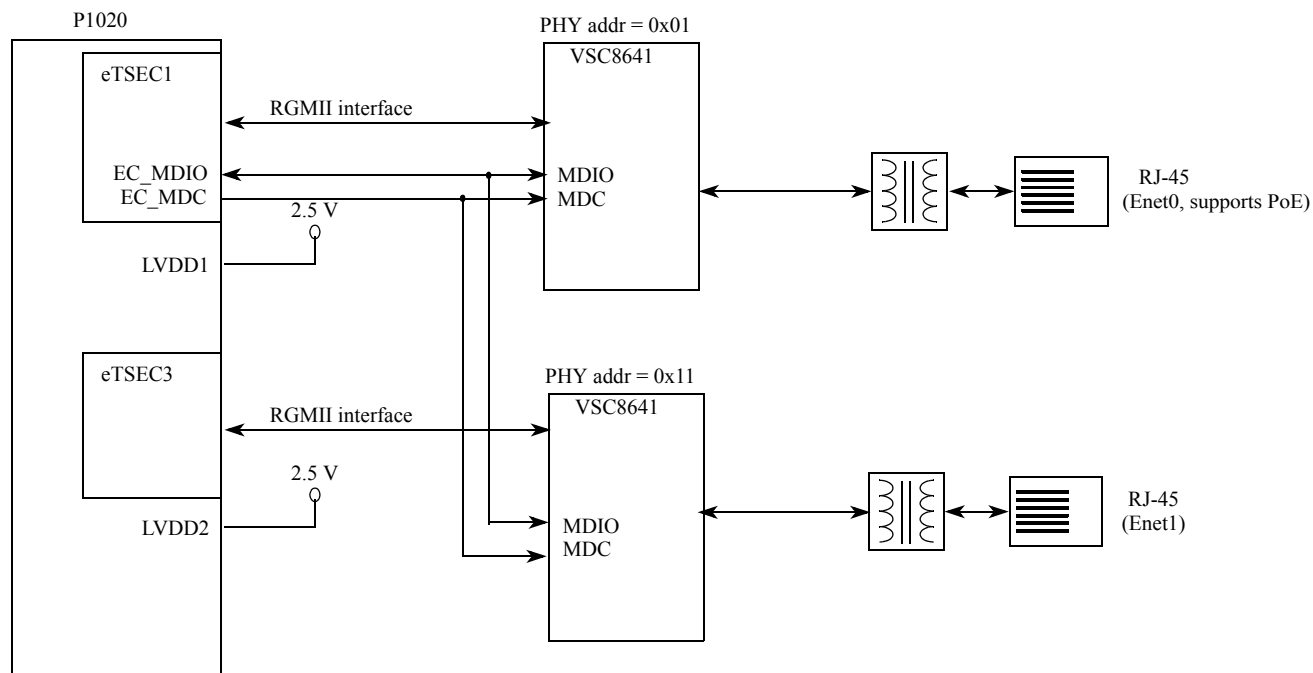 P1020
PHY addr = 0x01
VSC8641
eTSEC1
RGMII interface
EC_MDIO
EC_MDC
MDIO
MDC
2.5 V
LVDD1
RJ-45
(Enet0, supports PoE)
PHY addr = 0x11
VSC8641
eTSEC3
RGMII interface
2.5 V
LVDD2
MDIO
MDC
RJ-45
(Enet1)